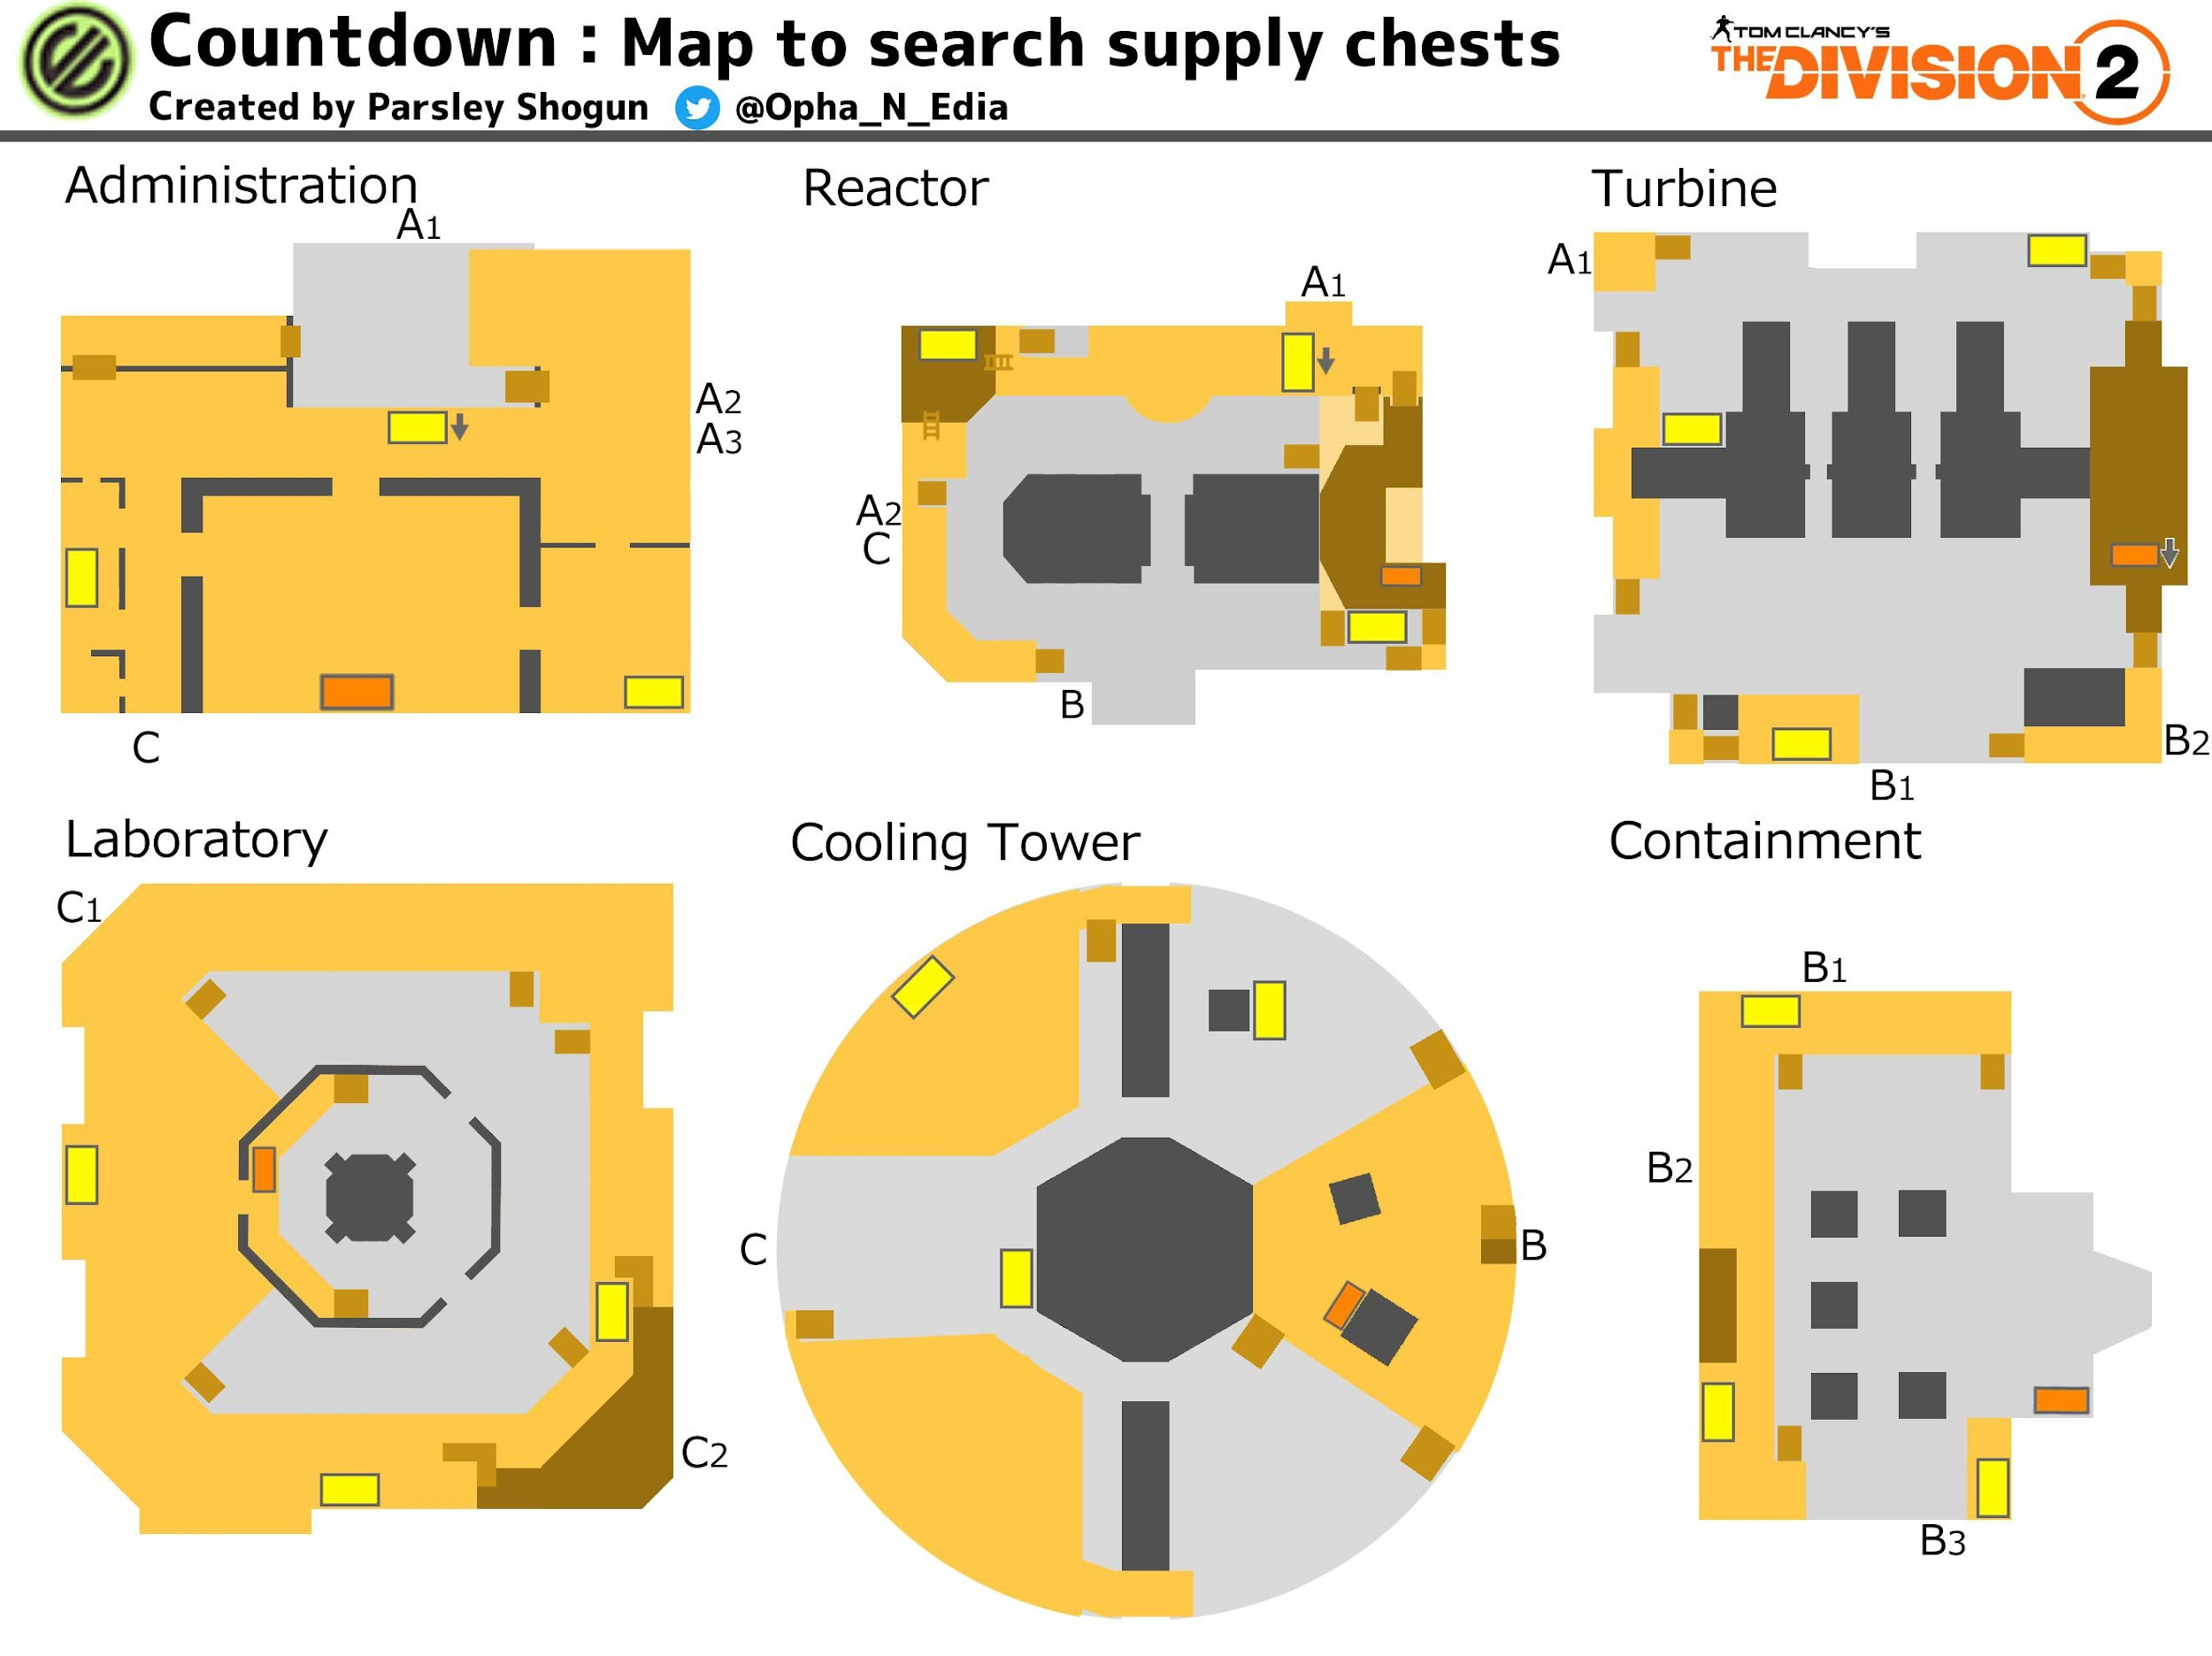 Countdown : Map to search supply chests
Created by Parsley Shogun @Opha_N_Edia
TOM CLANCY'S
THE DIVISION 2
Administration
A1
A2
A3
C
Reactor
A1
A2
C
B
Turbine
A1
B2
B1
Laboratory
C1
C2
Cooling Tower
C
B
Containment
B1
B2
B3